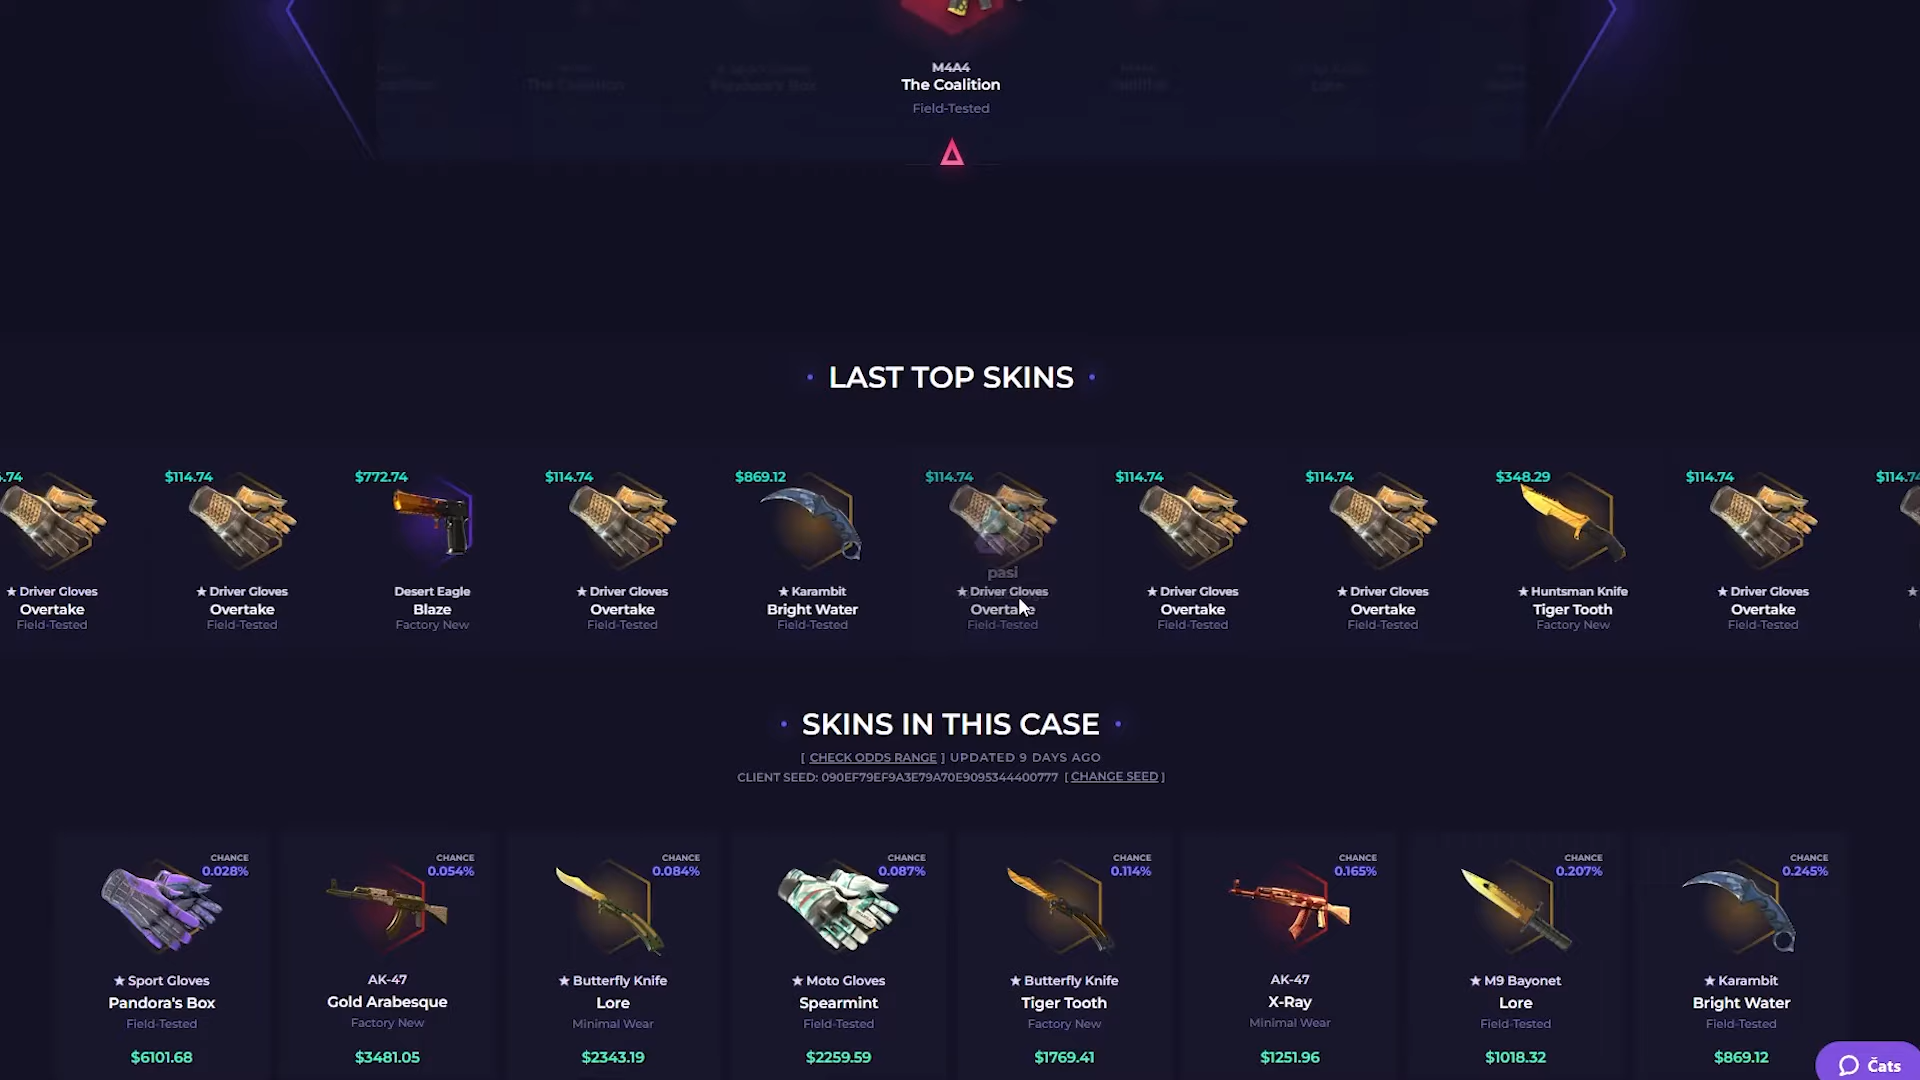 M4A4
The Coalition
Field-Tested
LAST TOP SKINS
$114.74
$772.74
$114.74
$869.12
$114.74
$114.74
$114.74
$348.29
$114.74
pasi
★ Driver Gloves
Overtake
Field-Tested
★ Driver Gloves
Overtake
Field-Tested
Desert Eagle
Blaze
Factory New
★ Driver Gloves
Overtake
Field-Tested
★ Karambit
Bright Water
Field-Tested
★ Driver Gloves
Overtake
Field-Tested
★ Driver Gloves
Overtake
Field-Tested
★ Driver Gloves
Overtake
Field-Tested
★ Huntsman Knife
Tiger Tooth
Factory New
★ Driver Gloves
Overtake
Field-Tested
SKINS IN THIS CASE
[ CHECK ODDS RANGE ] UPDATED 9 DAYS AGO
CLIENT SEED: 090EF79EF9A3E79A70E9095344400777 [ CHANGE SEED ]
CHANCE
0.028%
★ Sport Gloves
Pandora's Box
Field-Tested
$6101.68
CHANCE
0.054%
AK-47
Gold Arabesque
Factory New
$3481.05
CHANCE
0.084%
★ Butterfly Knife
Lore
Minimal Wear
$2343.19
CHANCE
0.087%
★ Moto Gloves
Spearmint
Field-Tested
$2259.59
CHANCE
0.114%
★ Butterfly Knife
Tiger Tooth
Factory New
$1769.41
CHANCE
0.165%
AK-47
X-Ray
Minimal Wear
$1251.96
CHANCE
0.207%
★ M9 Bayonet
Lore
Field-Tested
$1018.32
CHANCE
0.245%
★ Karambit
Bright Water
Field-Tested
$869.12
Čats